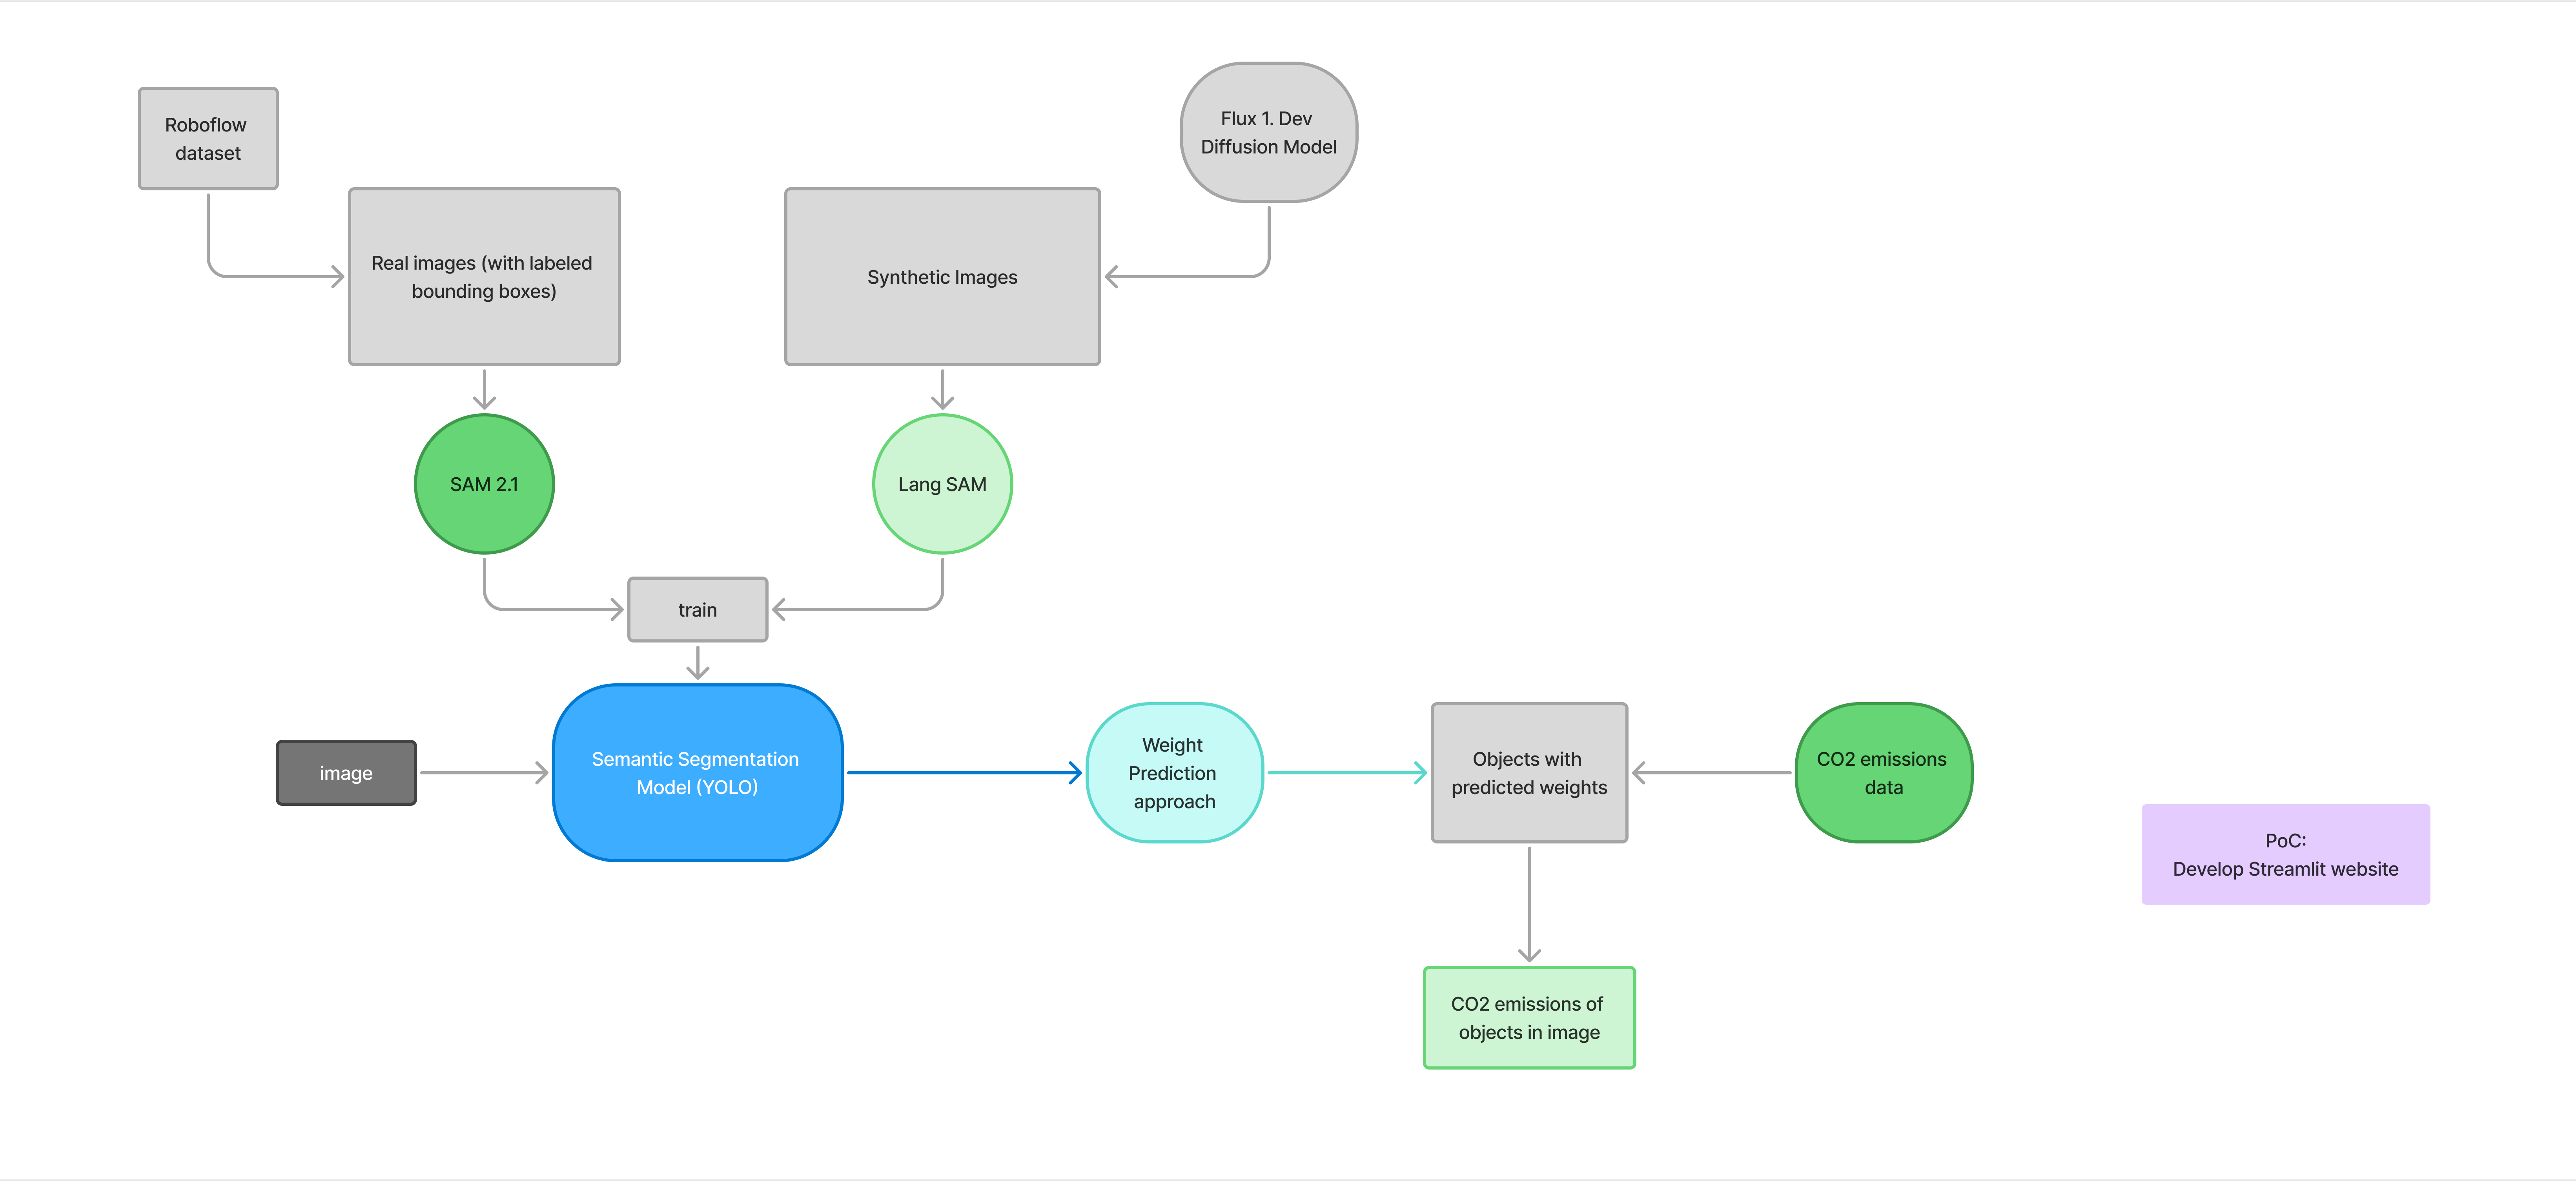 Roboflow
dataset
Flux 1. Dev
Diffusion Model
Real images (with labeled
bounding boxes)
Synthetic Images
SAM 2.1
Lang SAM
train
image
Semantic Segmentation
Model (YOLO)
Weight
Prediction
approach
Objects with
predicted weights
CO2 emissions
data
PoC:
Develop Streamlit website
CO2 emissions of
objects in image